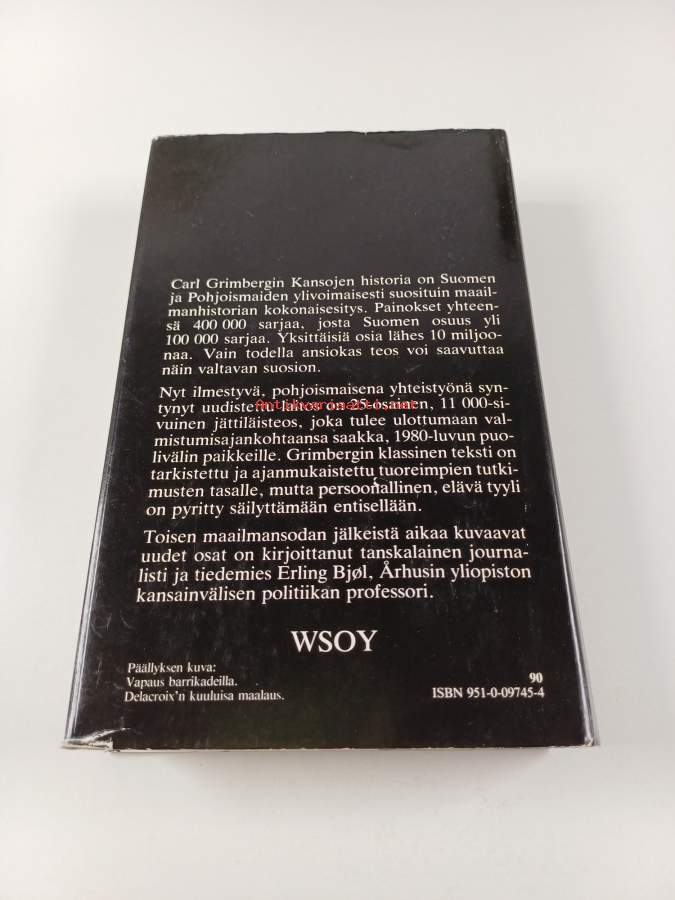 Carl Grimbergin Kansojen historia on Suomen
ja Pohjoismaiden ylivoimaisesti suosituin maail-
manhistorian kokonaisesitys. Painokset yhteen-
sä 400 000 sarjaa, josta Suomen osuus yli
100 000 sarjaa. Yksittäisiä osia lähes 10 miljoo-
naa. Vain todella ansiokas teos voi saavuttaa
näin valtavan suosion.
Nyt ilmestyvä, pohjoismaisena yhteistyönä syn-
tynyt uudistettu laitos on 25-osainen, 11 000-si-
Antikvariaatti.net
vuinen jättiläisteos, joka tulee ulottumaan val-
mistumisajankohtaansa saakka, 1980-luvun puo-
livälin paikkeille. Grimbergin klassinen teksti on
tarkistettu ja ajanmukaistettu tuoreimpien tutki-
musten tasalle, mutta persoonallinen, elävä tyyli
on pyritty säilyttämään entisellään.
Toisen maailmansodan jälkeistä aikaa kuvaavat
uudet osat on kirjoittanut tanskalainen journa-
listi ja tiedemies Erling Bjøl, Århusin yliopiston
kansainvälisen politiikan professori.
WSOY
Päällyksen kuva:
Vapaus barrikadeilla.
Delacroix'n kuuluisa maalaus.
90
ISBN 951-0-09745-4